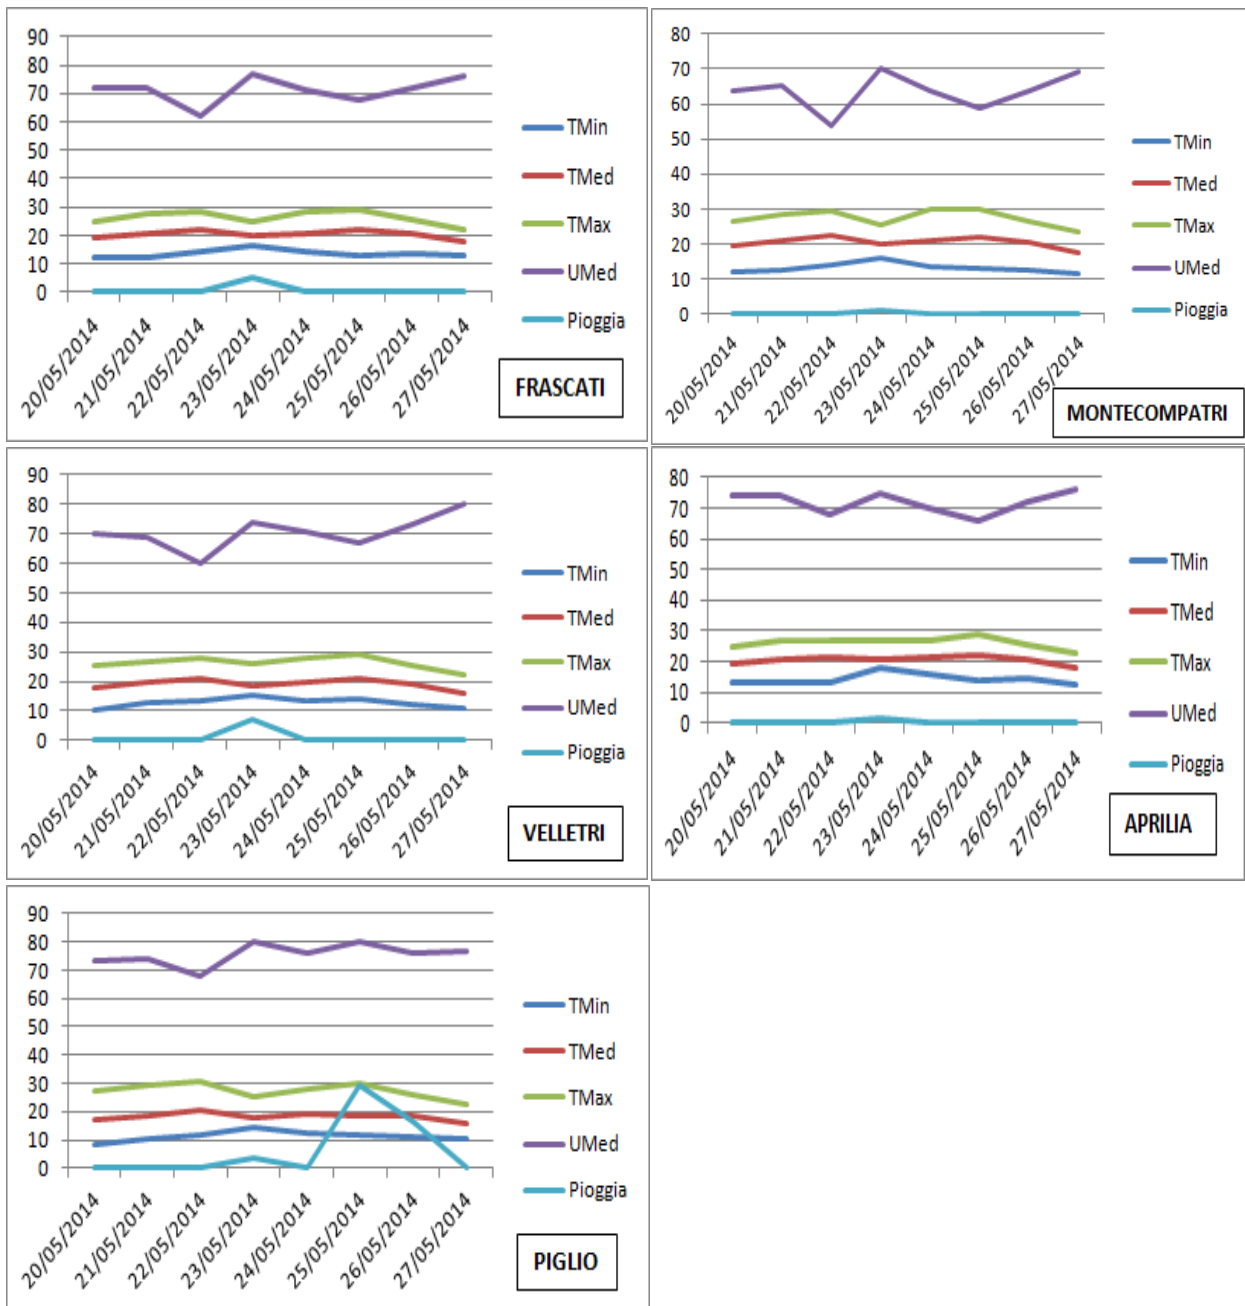 90
80
70
60
50
40
30
20
10
0
20/05/2014
21/05/2014
22/05/2014
23/05/2014
24/05/2014
25/05/2014
26/05/2014
27/05/2014
TMin
TMed
TMax
UMed
Pioggia
FRASCATI
80
70
60
50
40
30
20
10
0
20/05/2014
21/05/2014
22/05/2014
23/05/2014
24/05/2014
25/05/2014
26/05/2014
27/05/2014
TMin
TMed
TMax
UMed
Pioggia
MONTECOMPATRI
90
80
70
60
50
40
30
20
10
0
20/05/2014
21/05/2014
22/05/2014
23/05/2014
24/05/2014
25/05/2014
26/05/2014
27/05/2014
TMin
TMed
TMax
UMed
Pioggia
VELLETRI
80
70
60
50
40
30
20
10
0
20/05/2014
21/05/2014
22/05/2014
23/05/2014
24/05/2014
25/05/2014
26/05/2014
27/05/2014
TMin
TMed
TMax
UMed
Pioggia
APRILIA
90
80
70
60
50
40
30
20
10
0
20/05/2014
21/05/2014
22/05/2014
23/05/2014
24/05/2014
25/05/2014
26/05/2014
27/05/2014
TMin
TMed
TMax
UMed
Pioggia
PIGLIO